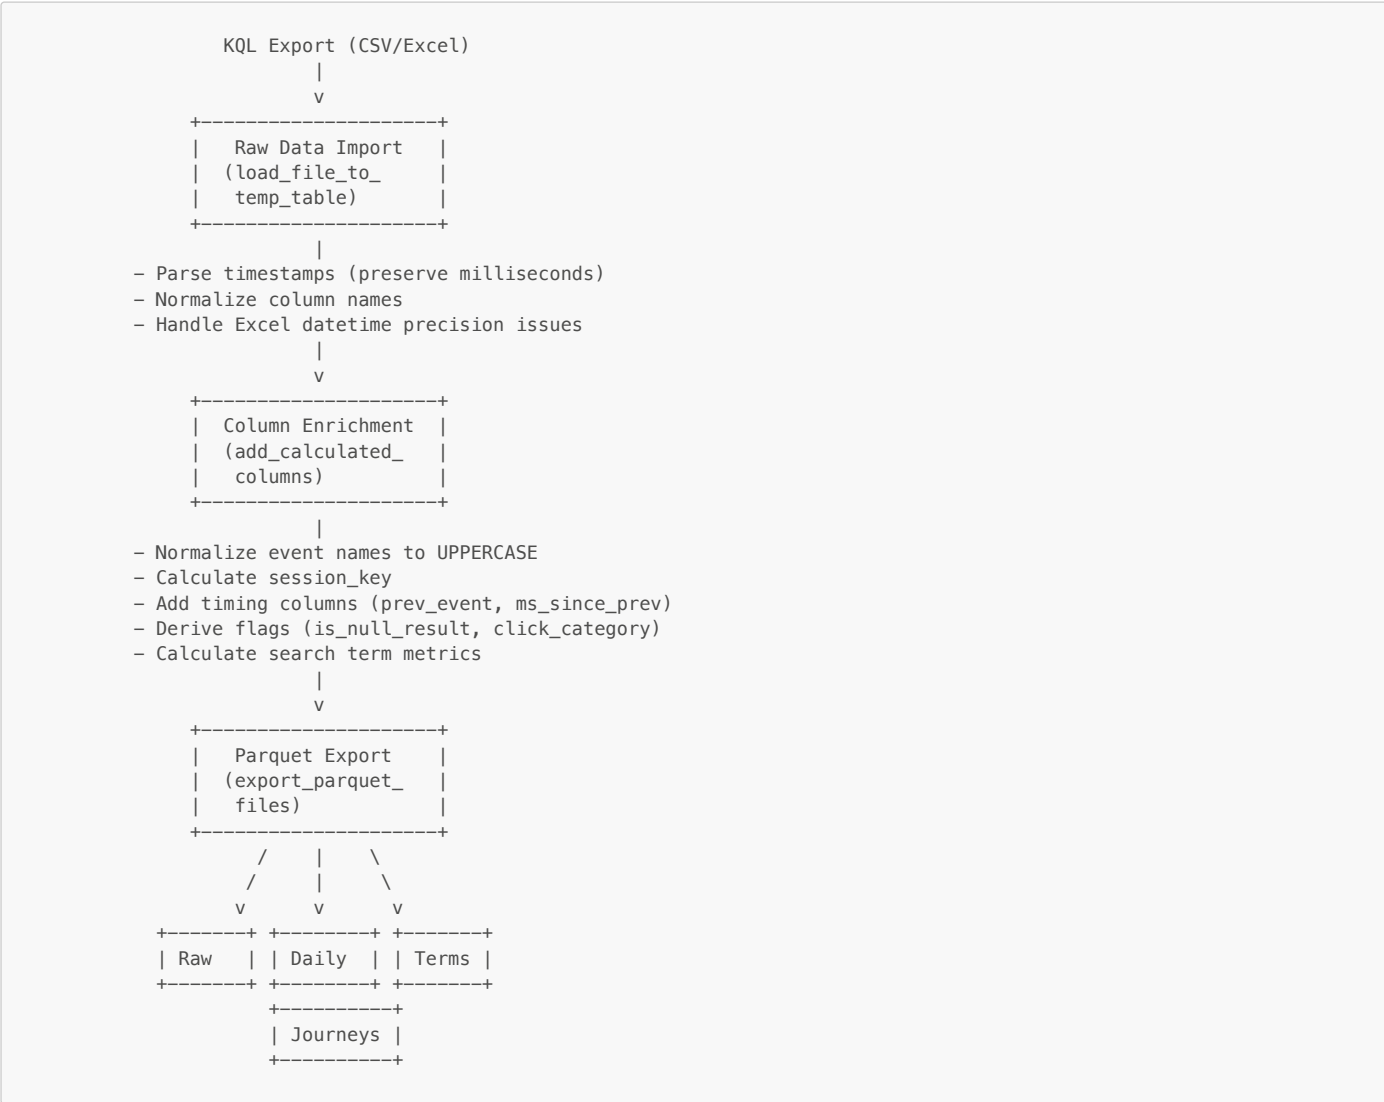 KQL Export (CSV/Excel)
|
v
+----------------------+
|   Raw Data Import   |
|  (load_file_to_     |
|   temp_table)       |
+----------------------+
|
- Parse timestamps (preserve milliseconds)
- Normalize column names
- Handle Excel datetime precision issues
|
v
+----------------------+
|  Column Enrichment  |
|  (add_calculated_   |
|   columns)          |
+----------------------+
|
- Normalize event names to UPPERCASE
- Calculate session_key
- Add timing columns (prev_event, ms_since_prev)
- Derive flags (is_null_result, click_category)
- Calculate search term metrics
|
v
+----------------------+
|   Parquet Export    |
|  (export_parquet_   |
|   files)            |
+----------------------+
/    |    \
/     |     \
v      v      v
+-------+ +--------+ +-------+
| Raw   | | Daily  | | Terms |
+-------+ +--------+ +-------+
+----------+
| Journeys |
+----------+